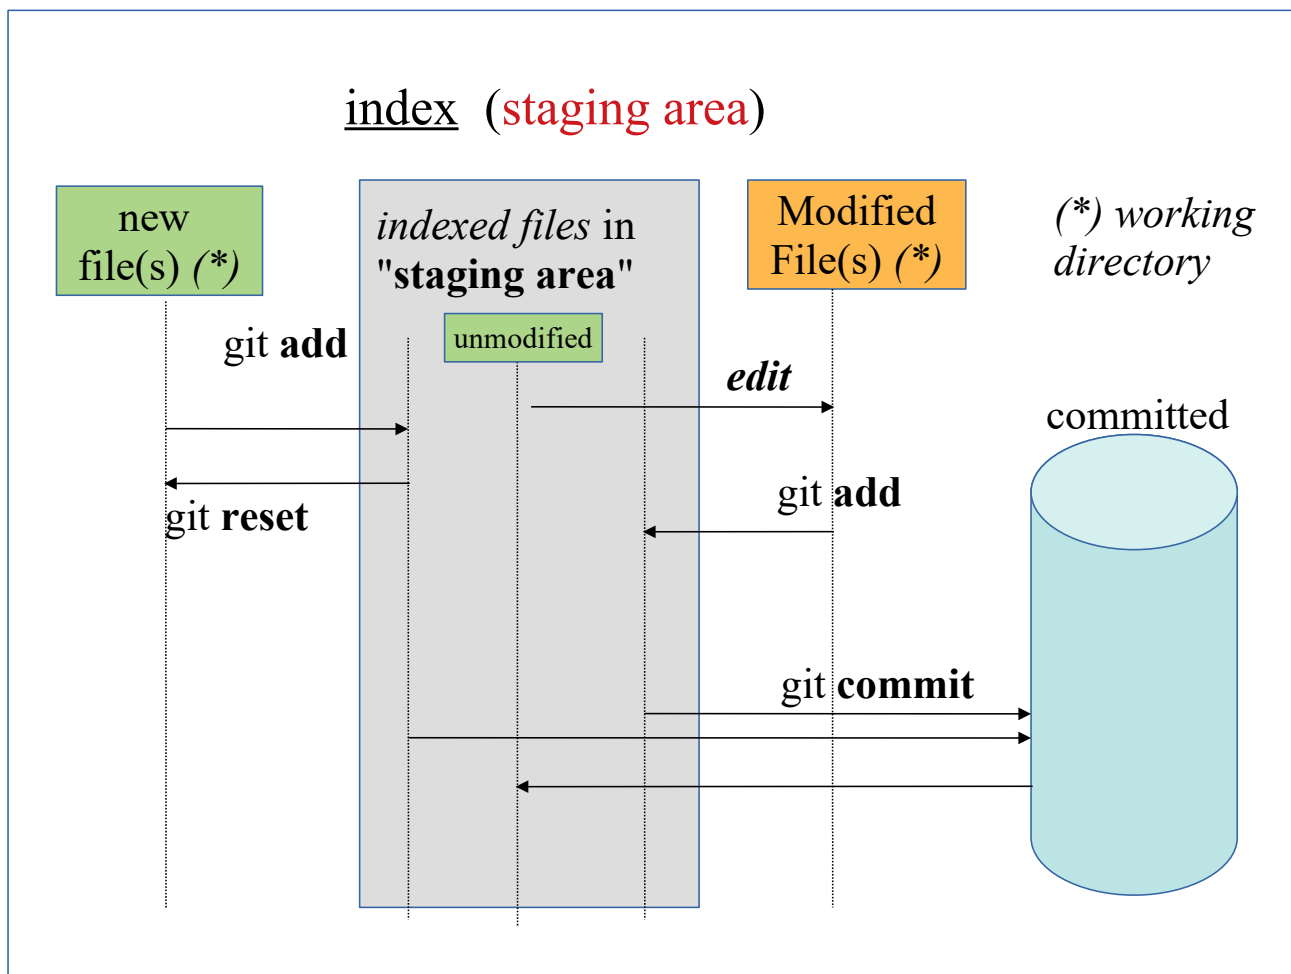 index (staging area)
new
file(s) (*)
indexed files in
"staging area"
unmodified
Modified
File(s) (*)
(*) working
directory
git add
edit
committed
git add
git reset
git commit